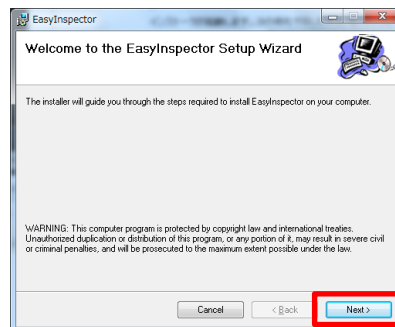 EasyInspector
Welcome to the EasyInspector Setup Wizard
The installer will guide you through the steps required to install EasyInspector on your computer.
WARNING: This computer program is protected by copyright law and international treaties.
Unauthorized duplication or distribution of this program, or any portion of it, may result in severe civil
or criminal penalties, and will be prosecuted to the maximum extent possible under the law.
Cancel
< Back
Next >